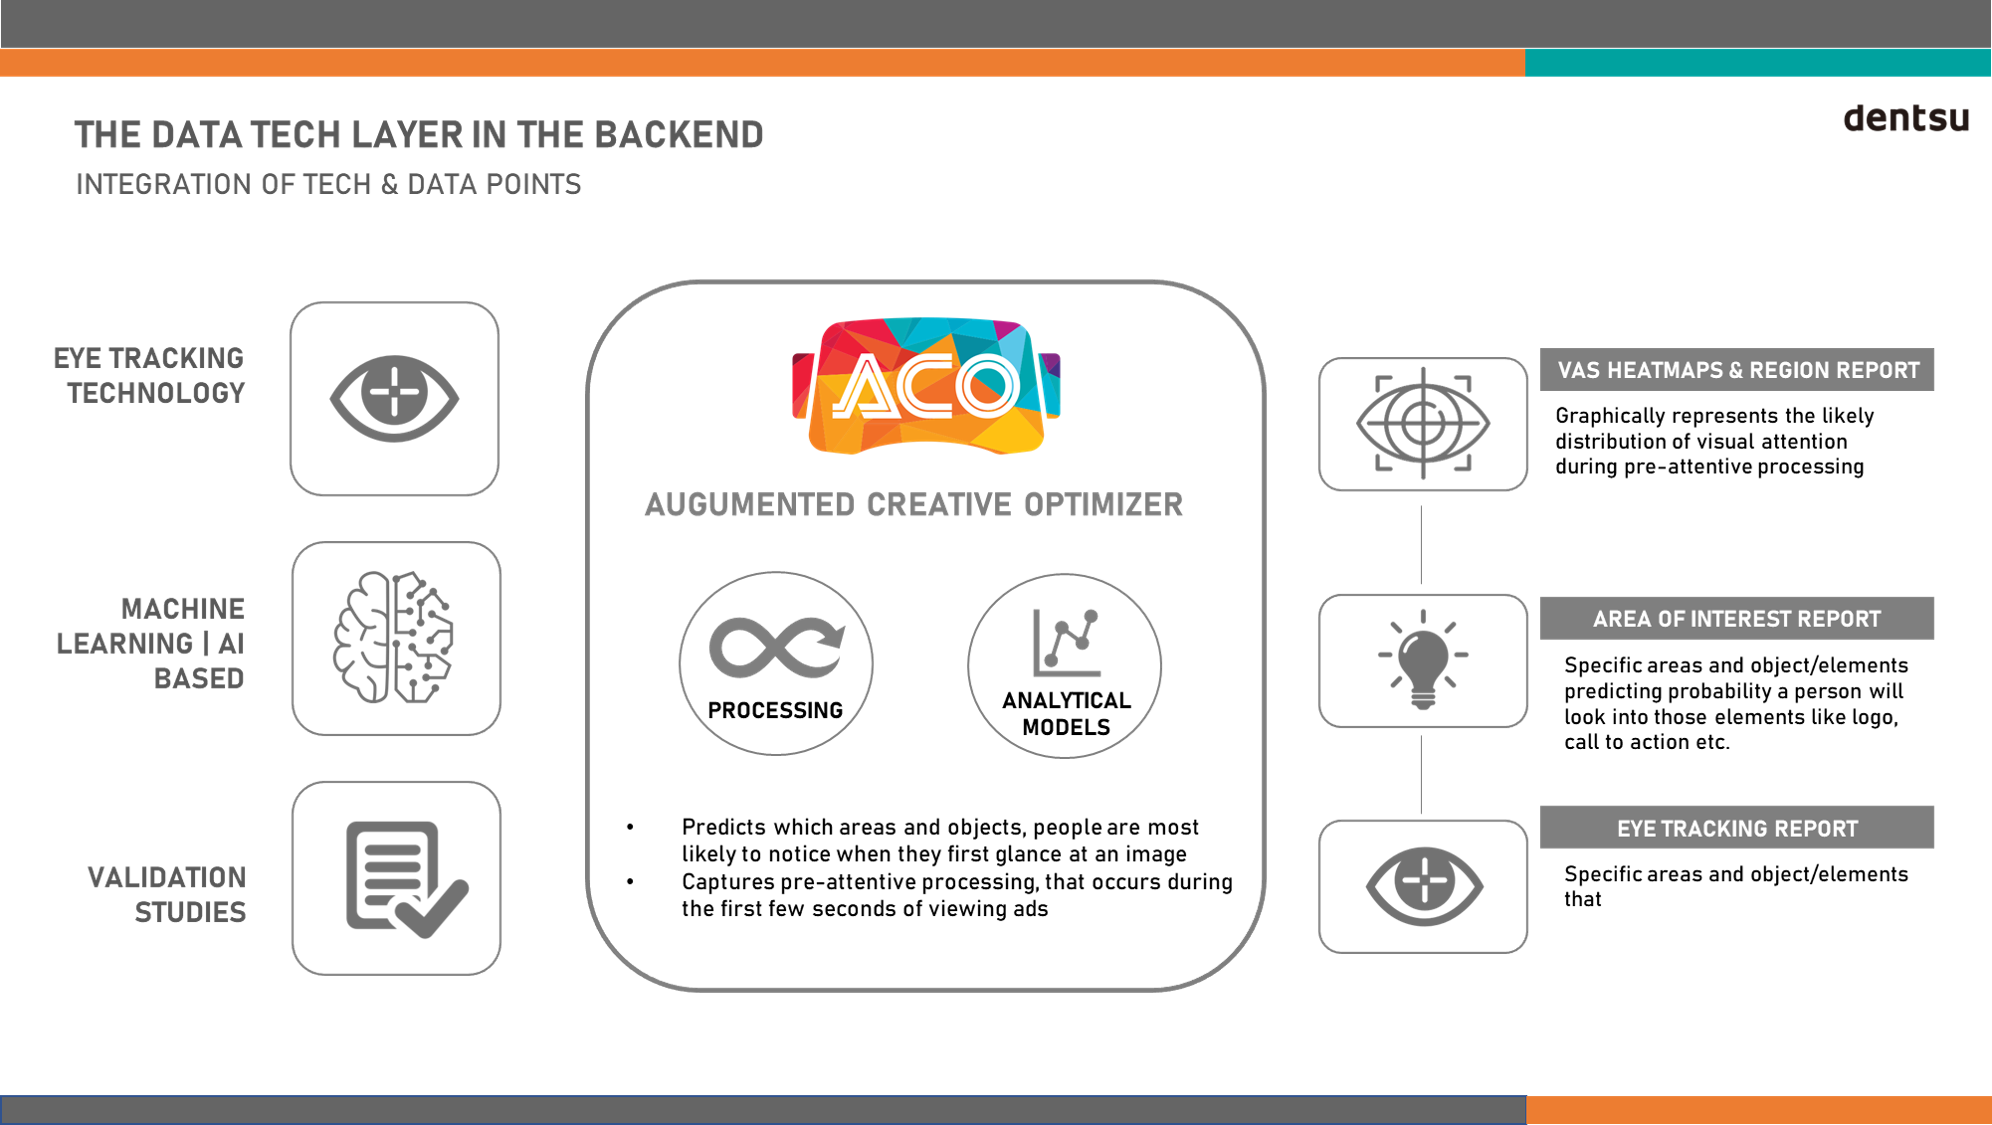 dentsu
THE DATA TECH LAYER IN THE BACKEND
INTEGRATION OF TECH & DATA POINTS
EYE TRACKING
TECHNOLOGY
MACHINE
LEARNING | AI
BASED
VALIDATION
STUDIES
ACO
AUGUMENTED CREATIVE OPTIMIZER
PROCESSING
ANALYTICAL
MODELS
• Predicts which areas and objects, people are most
likely to notice when they first glance at an image
• Captures pre-attentive processing, that occurs during
the first few seconds of viewing ads
VAS HEATMAPS & REGION REPORT
Graphically represents the likely
distribution of visual attention
during pre-attentive processing
AREA OF INTEREST REPORT
Specific areas and object/elements
predicting probability a person will
look into those elements like logo,
call to action etc.
EYE TRACKING REPORT
Specific areas and object/elements
that